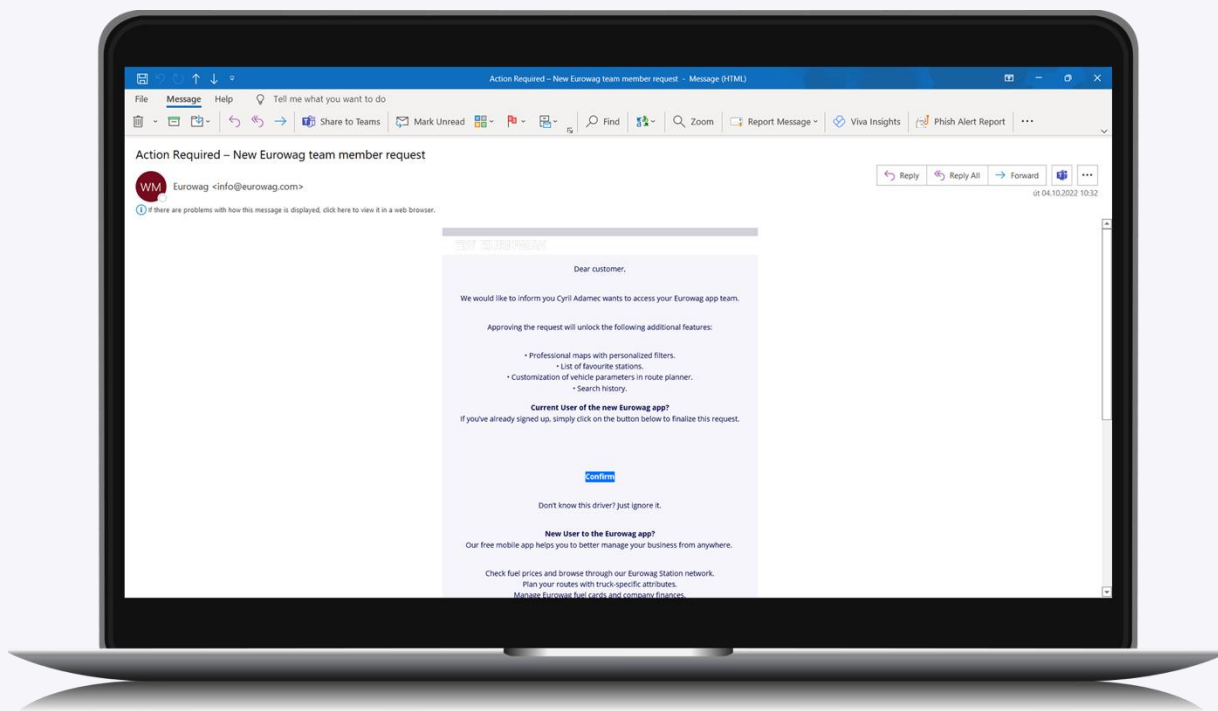 Action Required – New Eurowag team member request - Message (HTML)
File Message Help Tell me what you want to do
Share to Teams Mark Unread Find Zoom Report Message Viva Insights Phish Alert Report
Action Required – New Eurowag team member request
Reply Reply All Forward
WM Eurowag <info@eurowag.com>
út 04.10.2022 10:32
If there are problems with how this message is displayed, click here to view it in a web browser.
Dear customer,
We would like to inform you Cyril Adamec wants to access your Eurowag app team.
Approving the request will unlock the following additional features:
• Professional maps with personalized filters.
• List of favourite stations.
• Customization of vehicle parameters in route planner.
• Search history.
Current User of the new Eurowag app?
If you've already signed up, simply click on the button below to finalize this request.
Confirm
Don't know this driver? Just ignore it.
New User to the Eurowag app?
Our free mobile app helps you to better manage your business from anywhere.
Check fuel prices and browse through our Eurowag Station network.
Plan your routes with truck-specific attributes.
Manage Eurowag fuel cards and company finances.